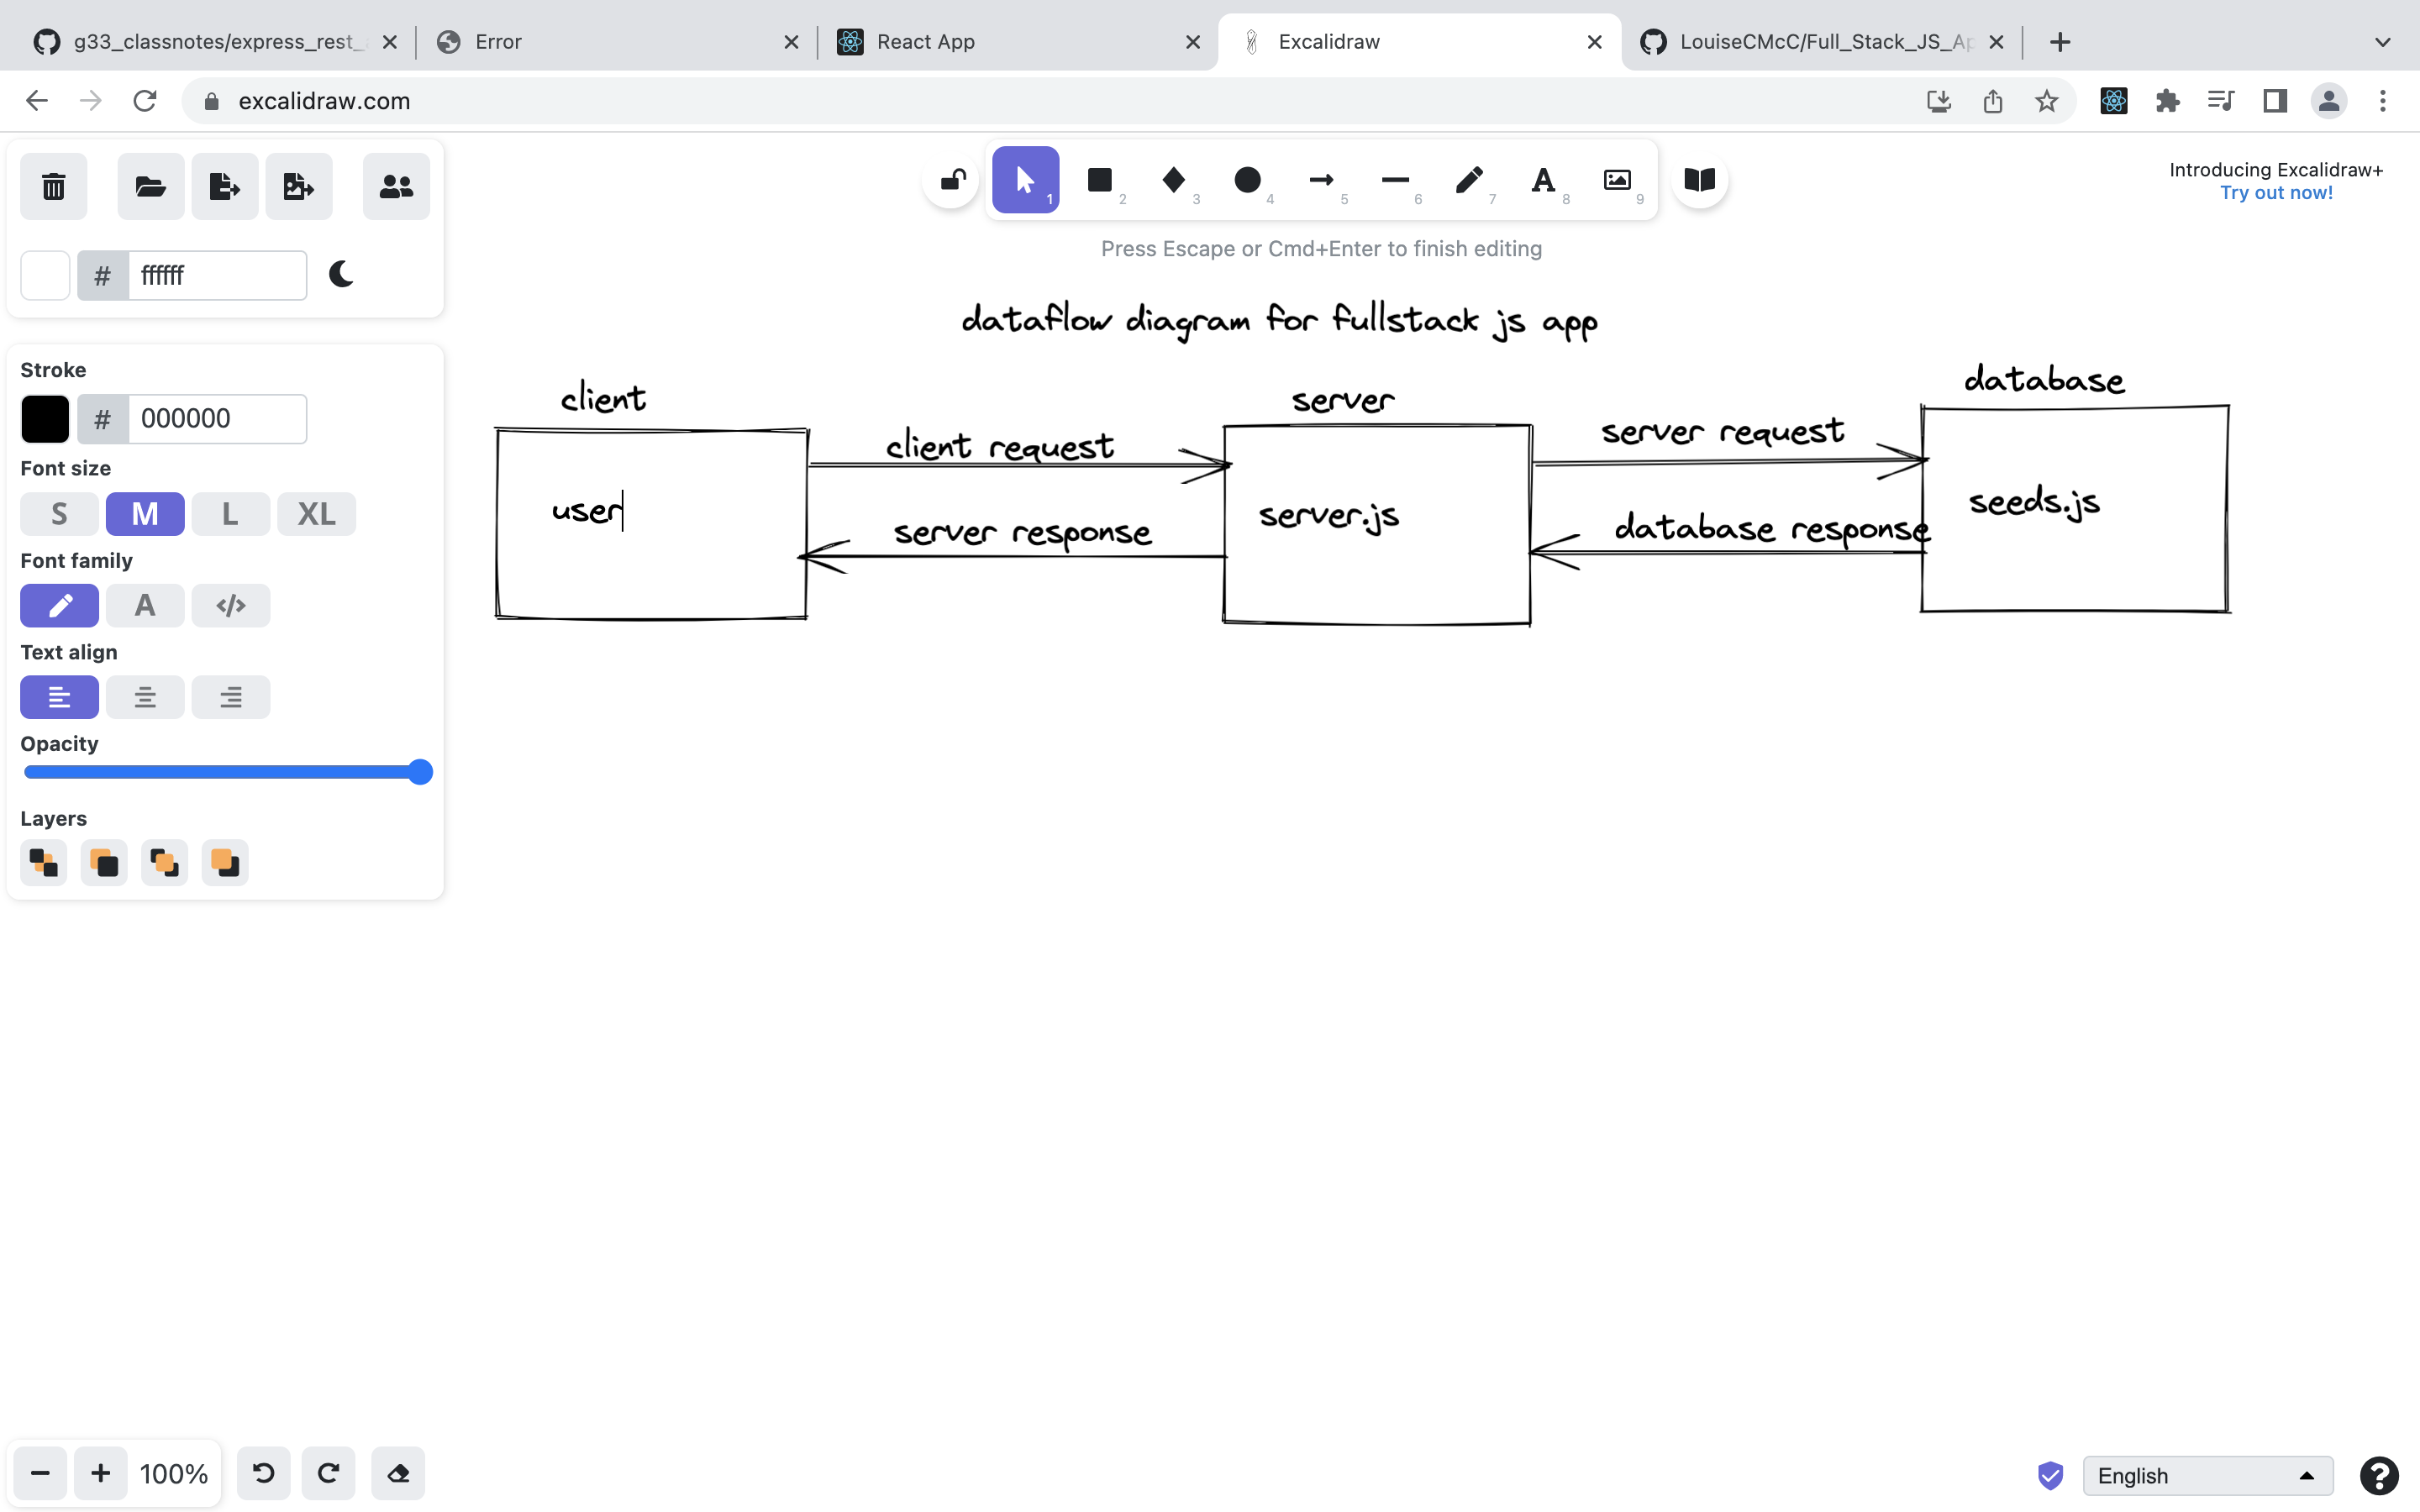 g33_classnotes/express_rest_
Error
React App
Excalidraw
LouiseCMcC/Full_Stack_JS_Ap
excalidraw.com
1
2
3
4
5
6
7
8
9
Introducing Excalidraw+
Try out now!
# ffffff
Press Escape or Cmd+Enter to finish editing
dataflow diagram for fullstack js app
Stroke
# 000000
Font size
S M L XL
Font family
A </>
Text align
Opacity
Layers
client
server
database
client request
server request
user
server.js
seeds.js
server response
database response
100%
English